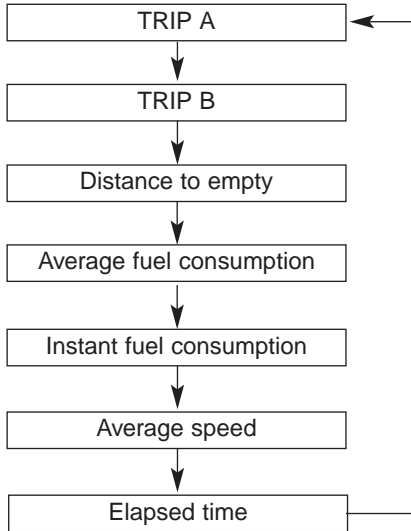 TRIP A
TRIP B
Distance to empty
Average fuel consumption
Instant fuel consumption
Average speed
Elapsed time